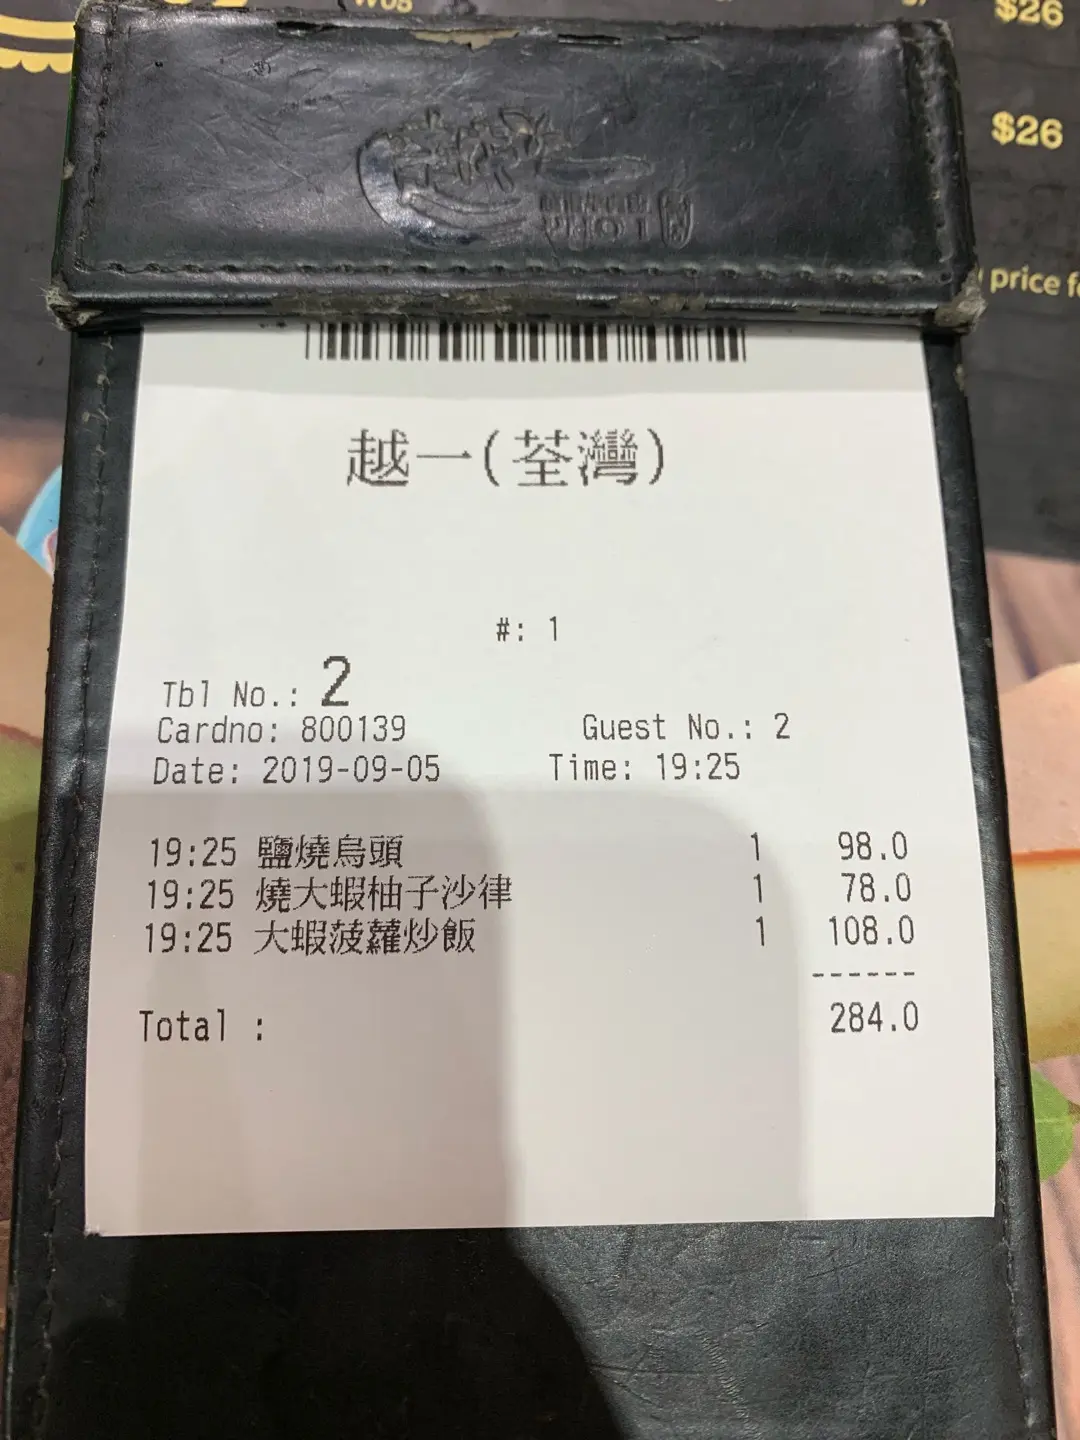 $26
$26
price
越一(荃灣)
#: 1
Tbl No.: 2
Cardno: 800139 Guest No.: 2
Date: 2019-09-05 Time: 19:25
19:25 鹽燒烏頭 1 98.0
19:25 燒大蝦柚子沙律 1 78.0
19:25 大蝦菠蘿炒飯 1 108.0
------
Total : 284.0